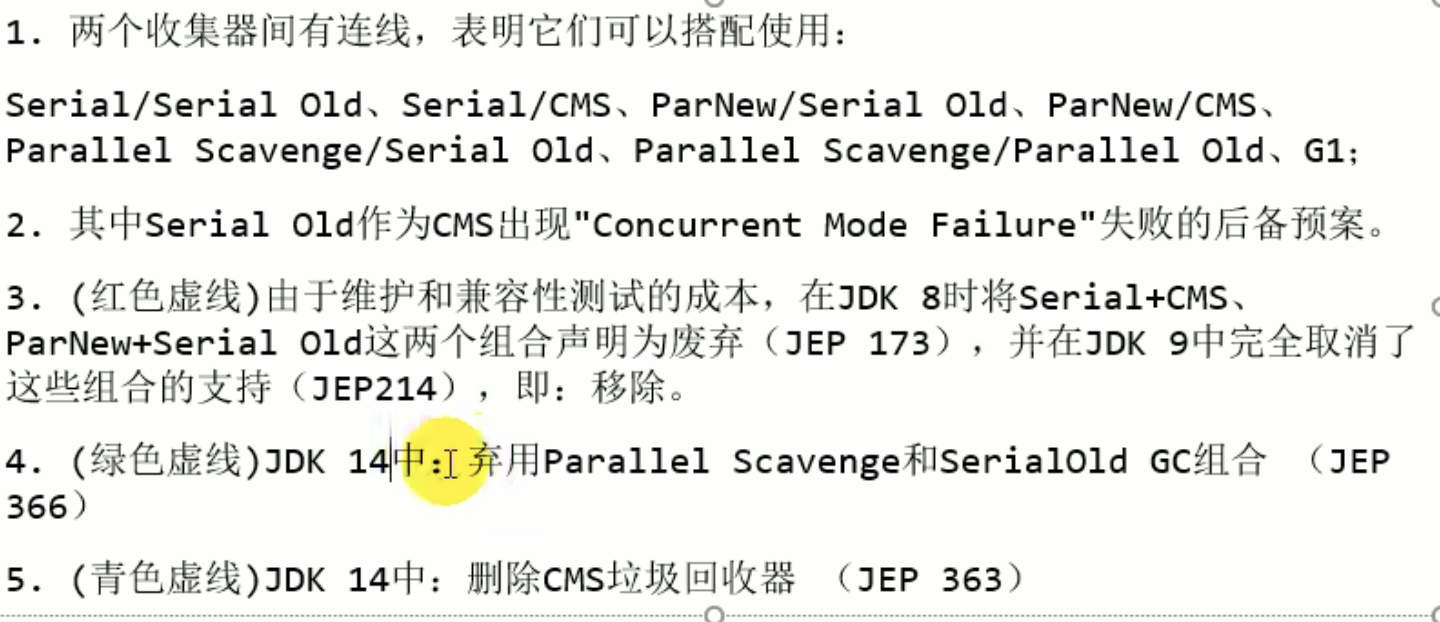 1. 两个收集器间有连线，表明它们可以搭配使用：
Serial/Serial Old、Serial/CMS、ParNew/Serial Old、ParNew/CMS、
Parallel Scavenge/Serial Old、Parallel Scavenge/Parallel Old、G1；
2. 其中Serial Old作为CMS出现"Concurrent Mode Failure"失败的后备预案。
3. (红色虚线)由于维护和兼容性测试的成本，在JDK 8时将Serial+CMS、
ParNew+Serial Old这两个组合声明为废弃（JEP 173），并在JDK 9中完全取消了
这些组合的支持（JEP214），即：移除。
4. (绿色虚线)JDK 14中：弃用Parallel Scavenge和SerialOld GC组合 （JEP
366）
5. (青色虚线)JDK 14中：删除CMS垃圾回收器 （JEP 363）